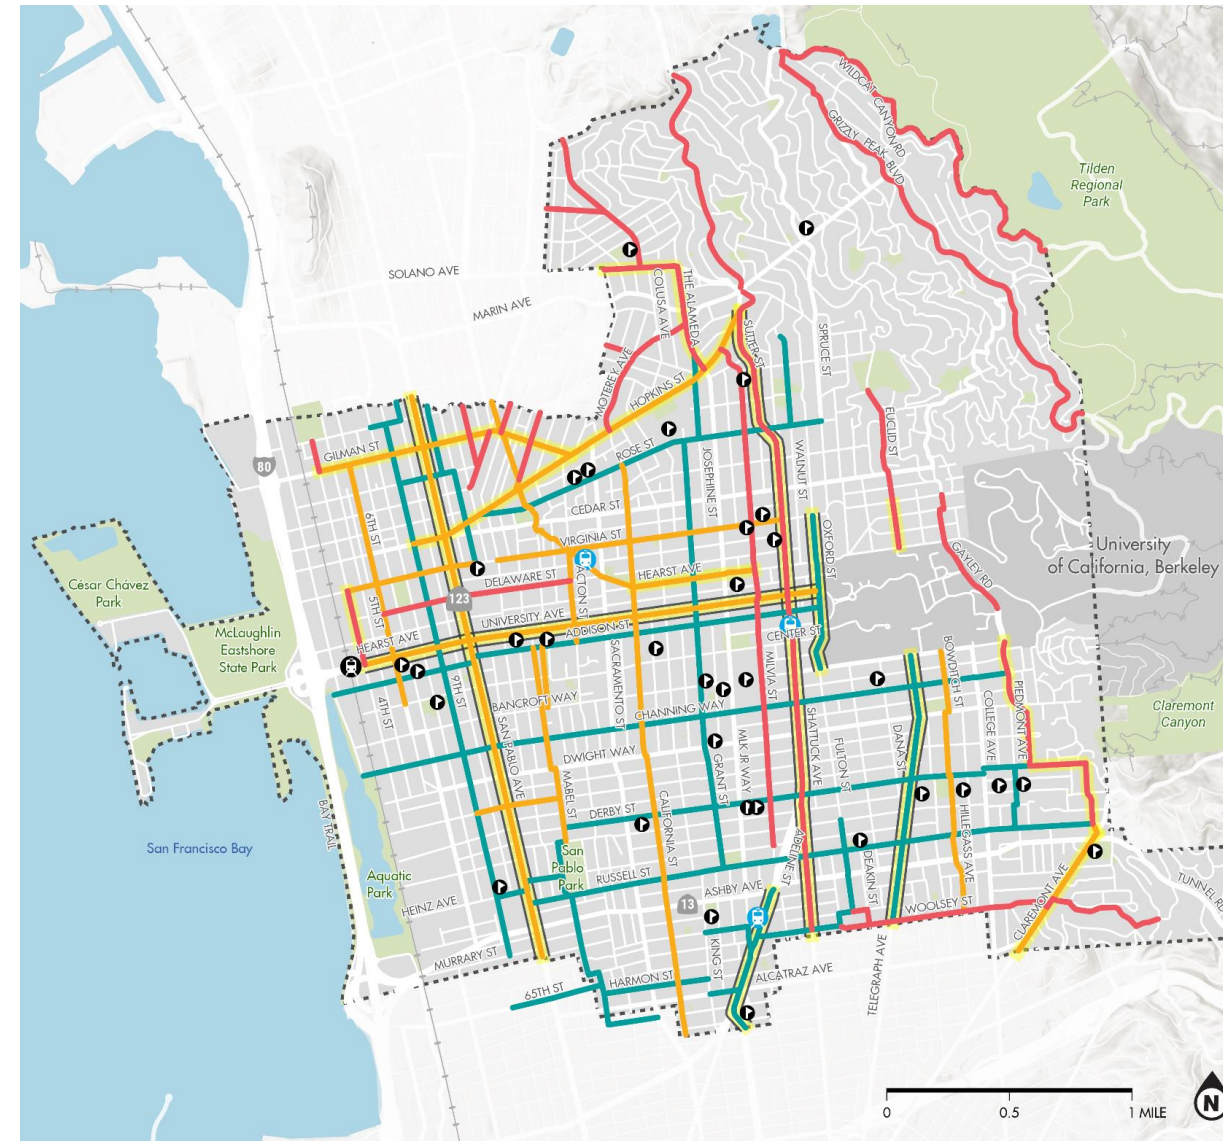 WILDCAT CANYON RD
GRIZZLY PEAK BLVD
Tilden
Regional
Park
SOLANO AVE
MARIN AVE
COLUSA AVE
THE ALAMEDA
SUTTER ST
SPRUCE ST
MOTEREY AVE
HOPKINS ST
EUCLID ST
GILMAN ST
80
ROSE ST
WALNUT ST
JOSEPHINE ST
CEDAR ST
6TH ST
VIRGINIA ST
OXFORD ST
GAYLEY RD
University
of California, Berkeley
César Chávez
Park
DELAWARE ST
ACTON ST
HEARST AVE
123
5TH ST
UNIVERSITY AVE
ADDISON ST
CENTER ST
HEARST AVE
McLaughlin
Eastshore
State Park
SACRAMENTO ST
MILVIA ST
BOWDITCH ST
PIEDMONT AVE
COLLEGE AVE
4TH ST
9TH ST
BANCROFT WAY
CHANNING WAY
Claremont
Canyon
SAN PABLO AVE
DWIGHT WAY
MLK JR WAY
GRANT ST
SHATTUCK AVE
FULTON ST
DANA ST
MABEL ST
DERBY ST
CALIFORNIA ST
HILLEGASS AVE
BAY TRAIL
San Francisco Bay
San
Pablo
Park
ADELINE ST
DEAKIN ST
RUSSELL ST
Aquatic
Park
ASHBY AVE
13
TUNNEL RD
HEINZ AVE
WOOLSEY ST
CLAREMONT AVE
KING ST
MURRARY ST
TELEGRAPH AVE
ALCATRAZ AVE
HARMON ST
65TH ST
0
0.5
1 MILE
N